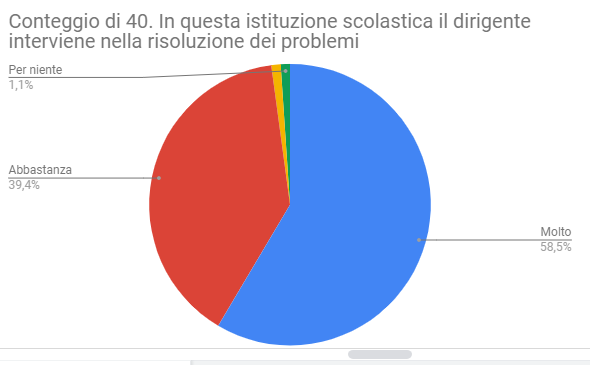 Conteggio di 40. In questa istituzione scolastica il dirigente
interviene nella risoluzione dei problemi
Per niente
1,1%
Abbastanza
39,4%
Molto
58,5%